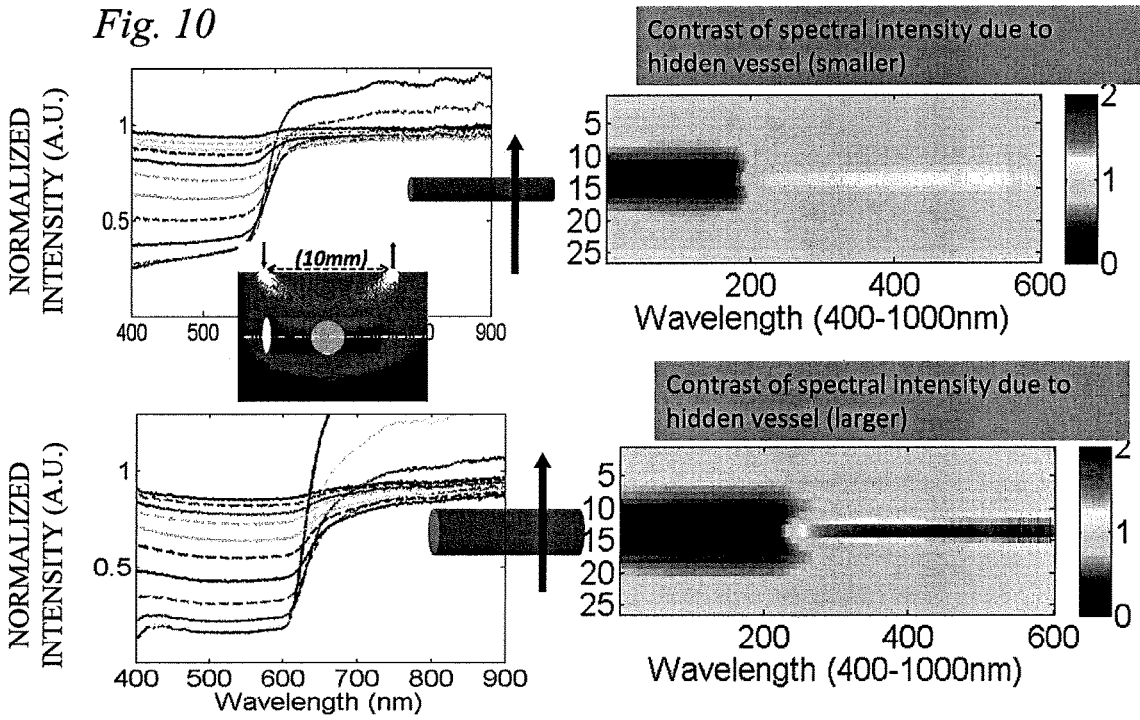 Fig. 10
Contrast of spectral intensity due to
hidden vessel (smaller)
NORMALIZED
INTENSITY (A.U.)
1
0.5
400 500 800 900
(10mm)
5
10
15
20
25
200 400 600
Wavelength (400-1000nm)
2
1
0
Contrast of spectral intensity due to
hidden vessel (larger)
NORMALIZED
INTENSITY (A.U.)
1
0.5
400 500 600 700 800 900
Wavelength (nm)
5
10
15
20
25
200 400 600
Wavelength (400-1000nm)
2
1
0